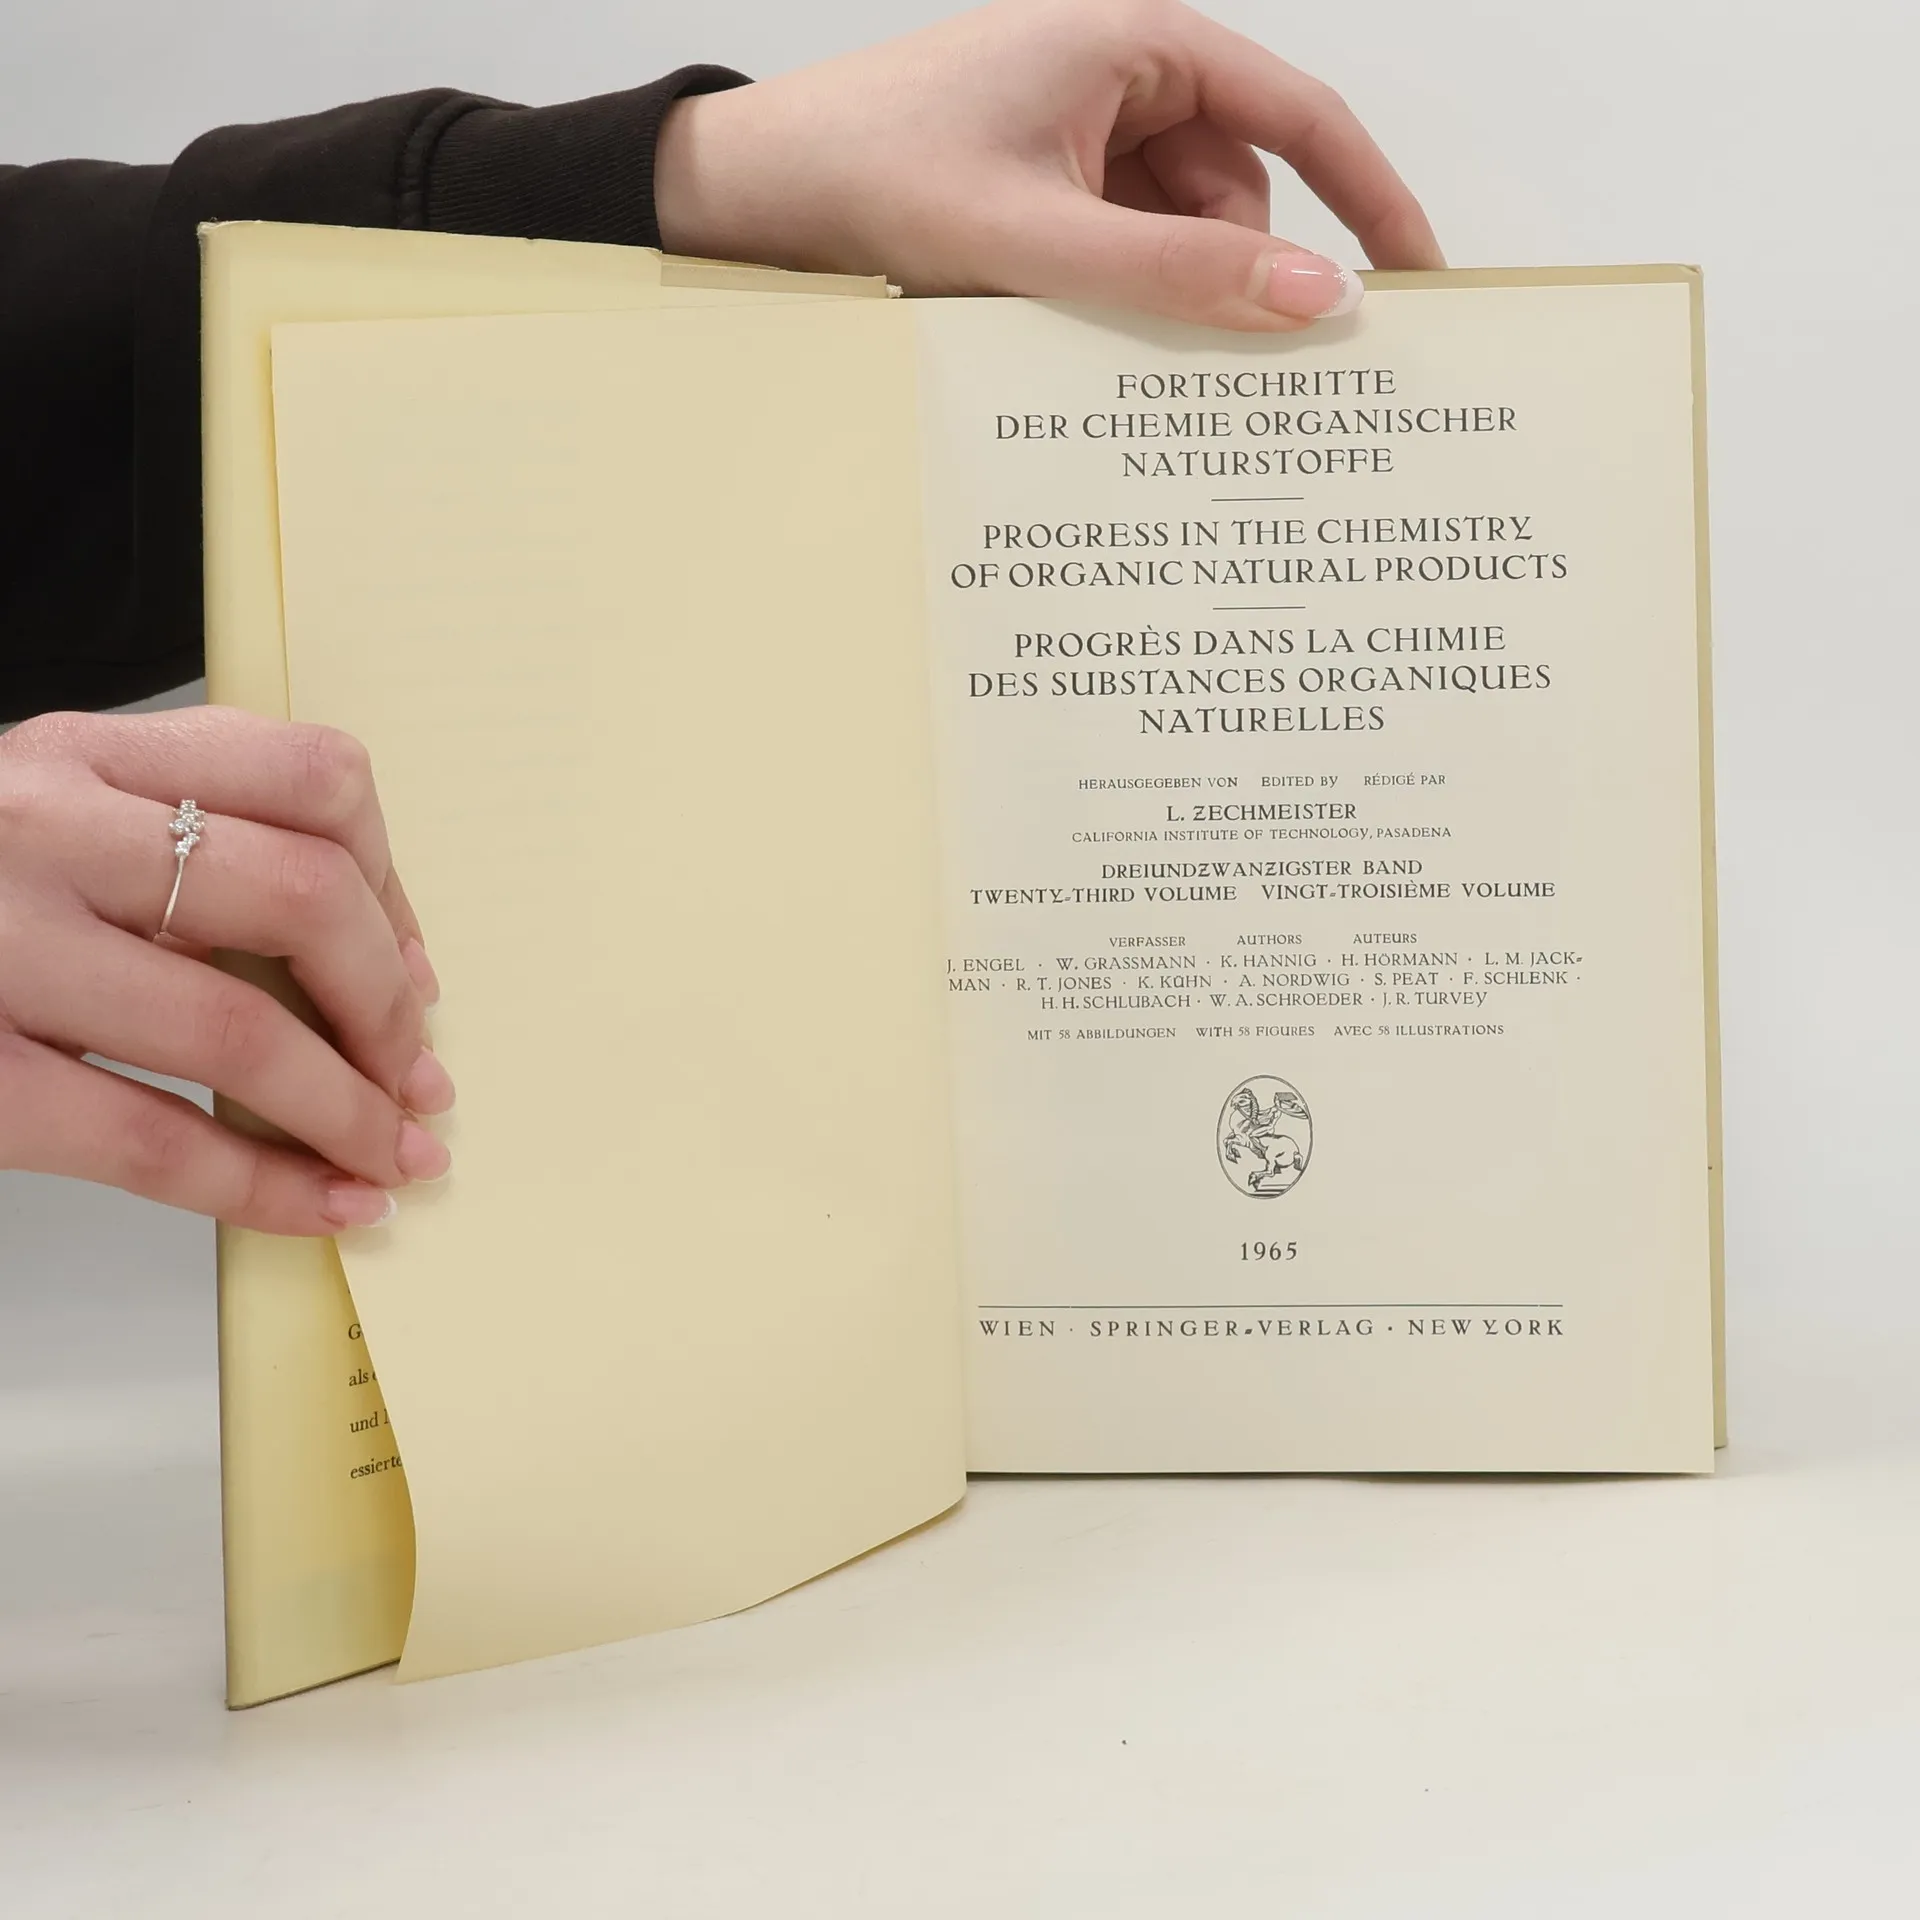 FORTSCHRITTE
DER CHEMIE ORGANISCHER
NATURSTOFFE
PROGRESS IN THE CHEMISTRY
OF ORGANIC NATURAL PRODUCTS
PROGRÈS DANS LA CHIMIE
DES SUBSTANCES ORGANIQUES
NATURELLES
HERAUSGEGEBEN VON EDITED BY RÉDIGÉ PAR
L. ZECHMEISTER
CALIFORNIA INSTITUTE OF TECHNOLOGY, PASADENA
DREIUNDZWANZIGSTER BAND
TWENTY-THIRD VOLUME VINGT-TROISIÈME VOLUME
VERFASSER AUTHORS AUTEURS
J. ENGEL · W. GRASSMANN · K. HANNIG · H. HÖRMANN · L. M. JACK-
MAN · R. T. JONES · K. KÜHN · A. NORDWIG · S. PEAT · F. SCHLENK ·
H. H. SCHLUBACH · W. A. SCHROEDER · J. R. TURVEY
MIT 58 ABBILDUNGEN WITH 58 FIGURES AVEC 58 ILLUSTRATIONS
1965
WIEN · SPRINGER-VERLAG · NEW YORK
als
und